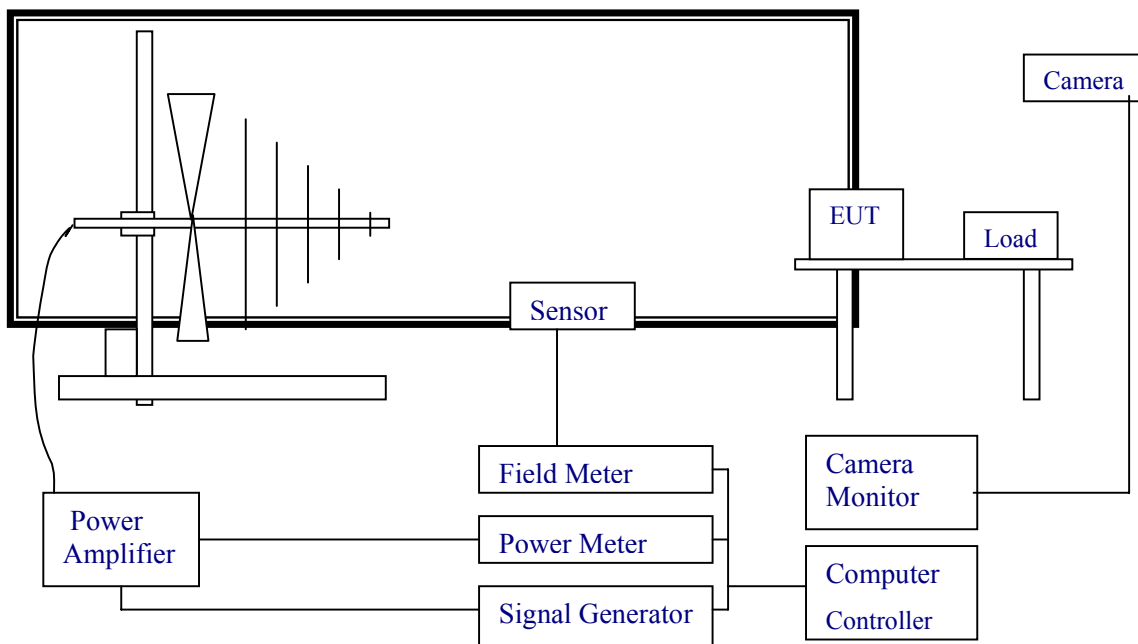 Camera
EUT
Load
Sensor
Field Meter
Camera
Monitor
Power
Amplifier
Power Meter
Computer
Controller
Signal Generator